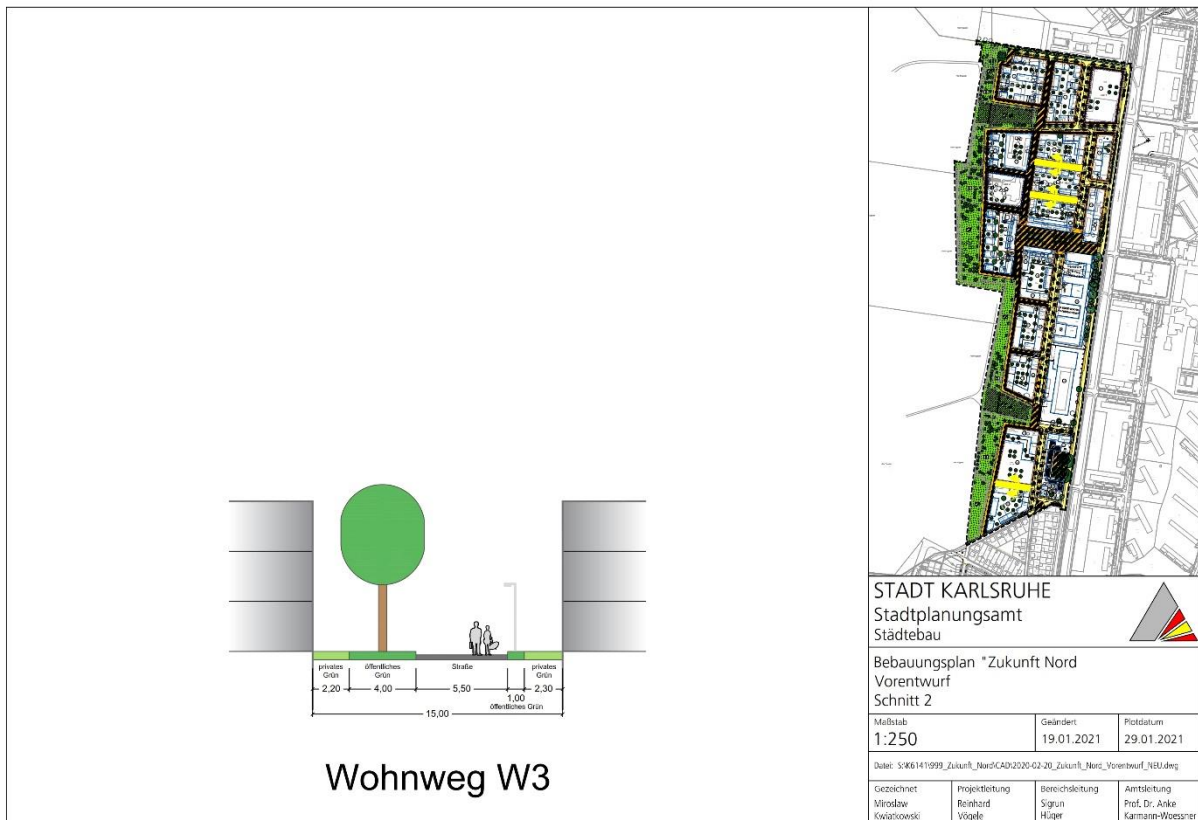 privates
Grün
öffentliches
Grün
Straße
privates
Grün
2,20
4,00
5,50
1,00
2,30
öffentliches Grün
15,00
Wohnweg W3
STADT KARLSRUHE
Stadtplanungsamt
Städtebau
Bebauungsplan "Zukunft Nord
Vorentwurf
Schnitt 2
Maßstab
1:250
Geändert
19.01.2021
Plotdatum
29.01.2021
Datei: S:\K6141\999_Zukunft_Nord\CAD\2020-02-20_Zukunft_Nord_Vorentwurf_NEU.dwg
Gezeichnet
Miroslaw
Kwiatkowski
Projektleitung
Reinhard
Vögele
Bereichsleitung
Sigrun
Hüger
Amtsleitung
Prof. Dr. Anke
Karmann-Woessner